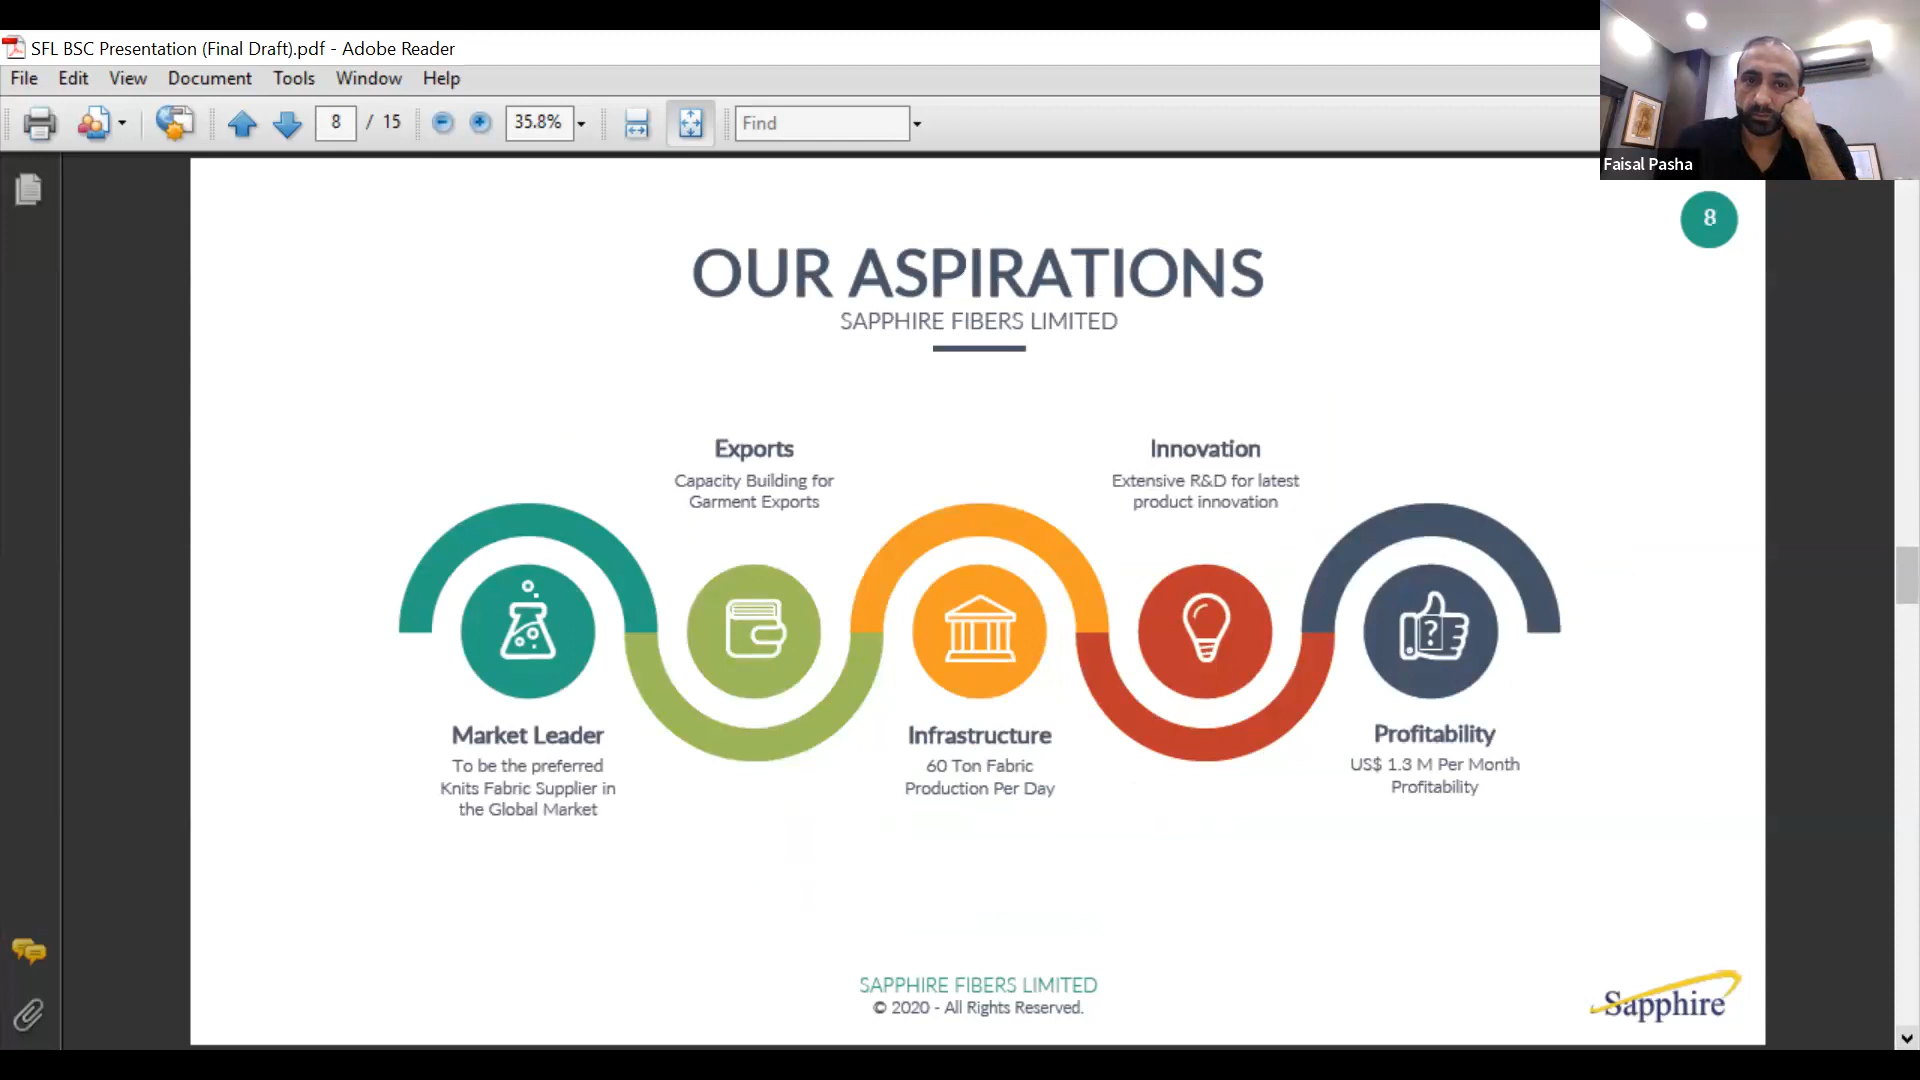 SFL BSC Presentation (Final Draft).pdf - Adobe Reader
File Edit View Document Tools Window Help
8 / 15 35.8% Find
Faisal Pasha
8
OUR ASPIRATIONS
SAPPHIRE FIBERS LIMITED
Exports
Capacity Building for
Garment Exports
Innovation
Extensive R&D for latest
product innovation
?
Market Leader
To be the preferred
Knits Fabric Supplier in
the Global Market
Infrastructure
60 Ton Fabric
Production Per Day
Profitability
US$ 1.3 M Per Month
Profitability
SAPPHIRE FIBERS LIMITED
© 2020 - All Rights Reserved.
Sapphire